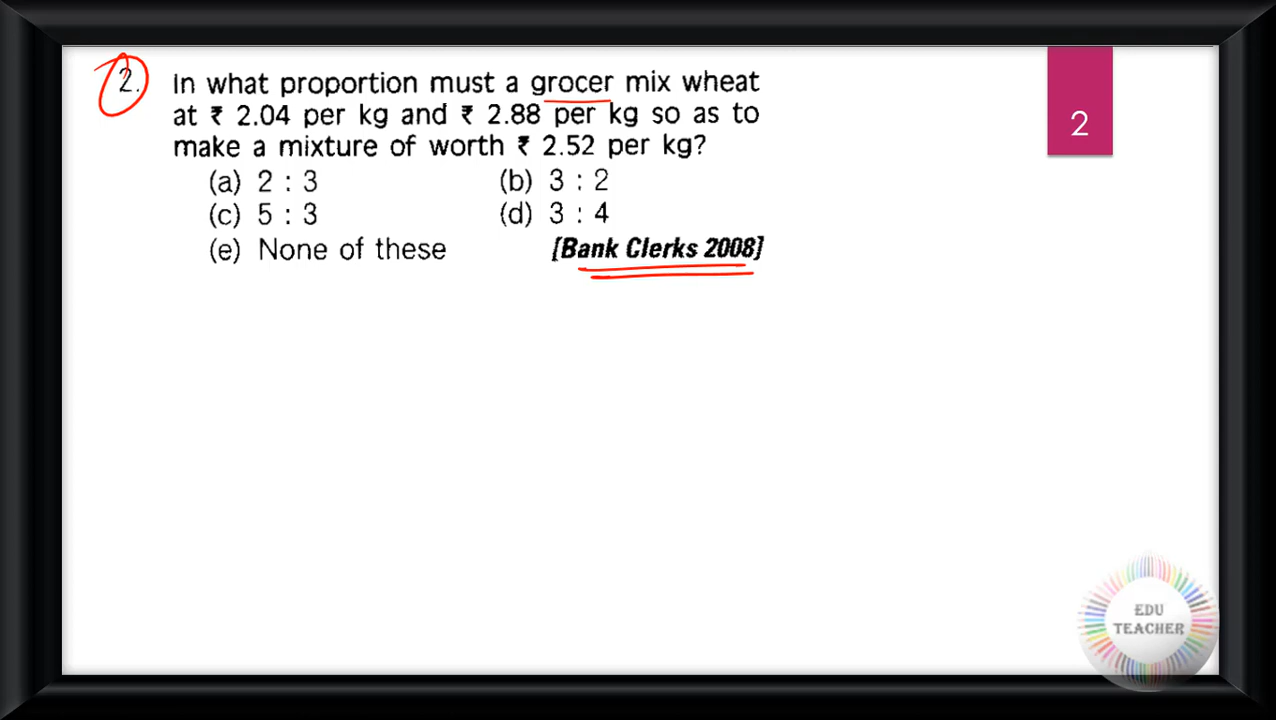 2. In what proportion must a grocer mix wheat
at ₹ 2.04 per kg and ₹ 2.88 per kg so as to
make a mixture of worth ₹ 2.52 per kg?
(a) 2 : 3 (b) 3 : 2
(c) 5 : 3 (d) 3 : 4
(e) None of these [Bank Clerks 2008]
2
EDU
TEACHER